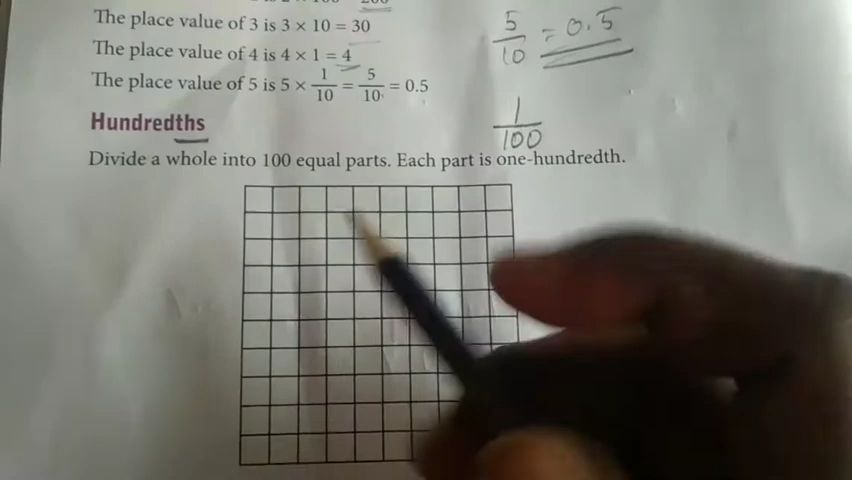 The place value of 3 is 3 × 10 = 30
The place value of 4 is 4 × 1 = 4
The place value of 5 is 5 × 1/10 = 5/10 = 0.5
5/10 = 0.5
Hundredths
1/100
Divide a whole into 100 equal parts. Each part is one-hundredth.